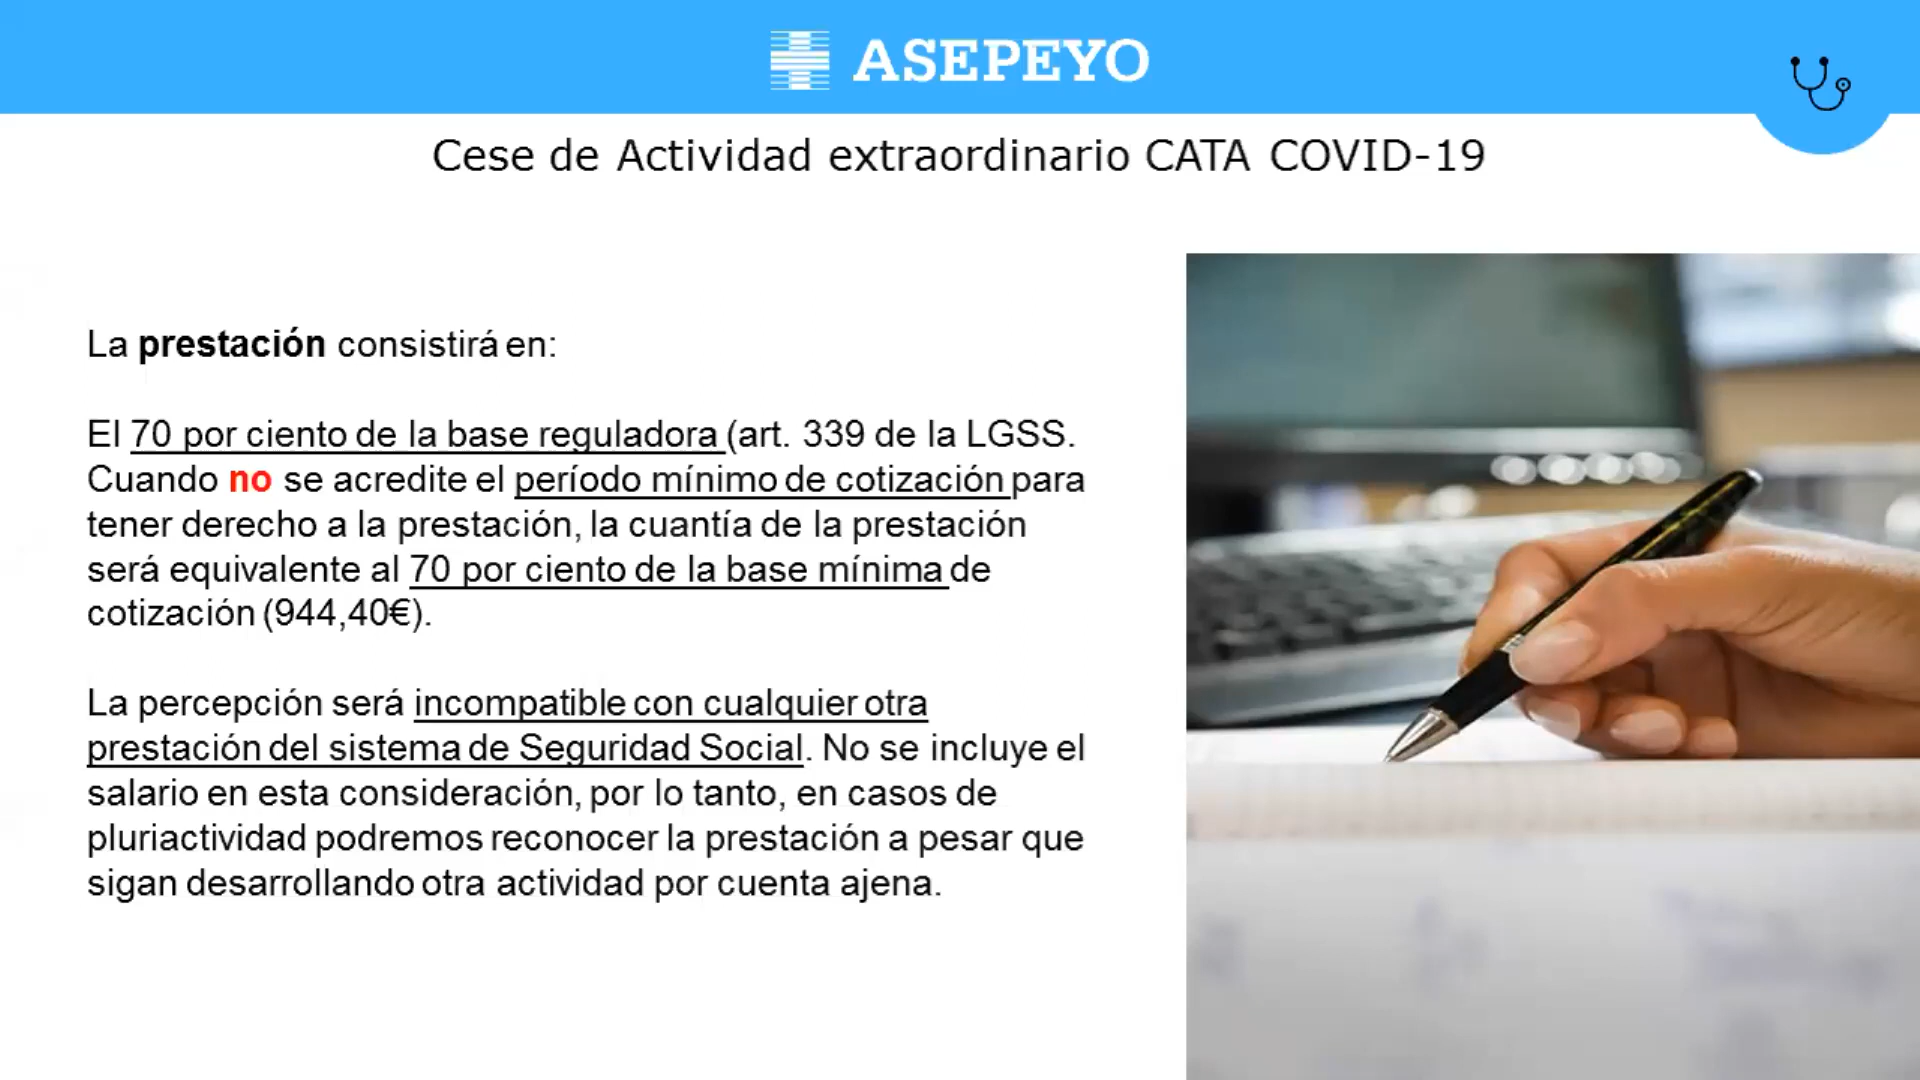 ASEPEYO
Cese de Actividad extraordinario CATA COVID-19
La prestación consistirá en:
El 70 por ciento de la base reguladora (art. 339 de la LGSS.
Cuando no se acredite el período mínimo de cotización para
tener derecho a la prestación, la cuantía de la prestación
será equivalente al 70 por ciento de la base mínima de
cotización (944,40€).
La percepción será incompatible con cualquier otra
prestación del sistema de Seguridad Social. No se incluye el
salario en esta consideración, por lo tanto, en casos de
pluriactividad podremos reconocer la prestación a pesar que
sigan desarrollando otra actividad por cuenta ajena.